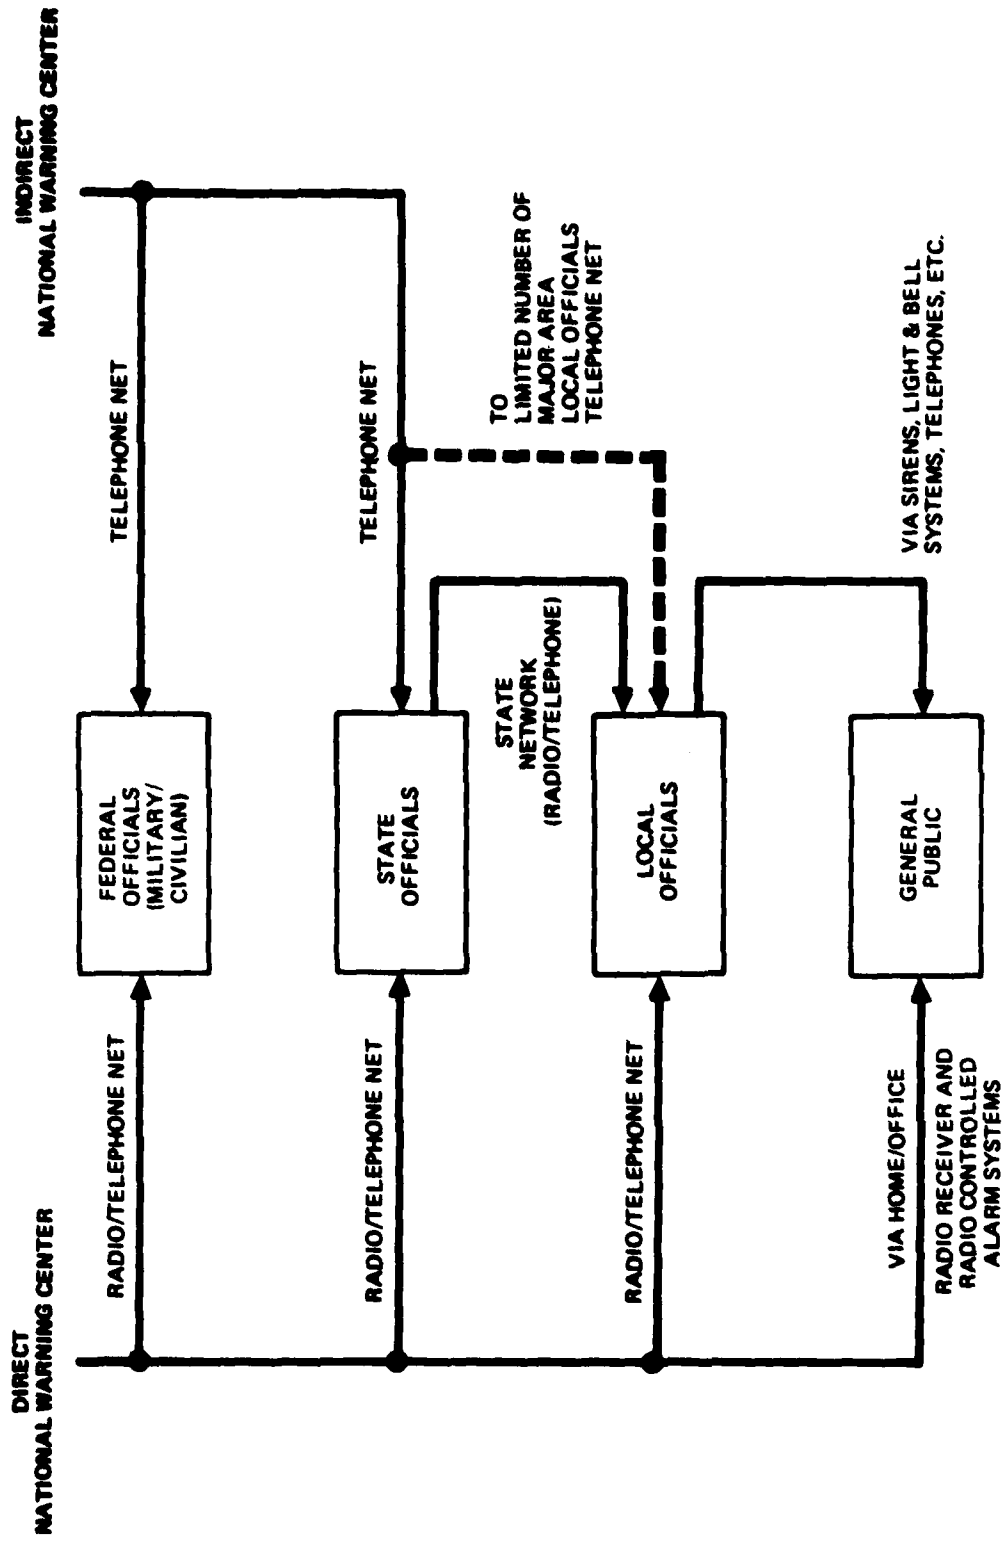 DIRECT
NATIONAL WARNING CENTER
INDIRECT
NATIONAL WARNING CENTER
RADIO/TELEPHONE NET
FEDERAL
OFFICIALS
(MILITARY/
CIVILIAN)
TELEPHONE NET
RADIO/TELEPHONE NET
STATE
OFFICIALS
TELEPHONE NET
STATE
NETWORK
(RADIO/TELEPHONE)
TO
LIMITED NUMBER OF
MAJOR AREA
LOCAL OFFICIALS
TELEPHONE NET
RADIO/TELEPHONE NET
LOCAL
OFFICIALS
VIA HOME/OFFICE
RADIO RECEIVER AND
RADIO CONTROLLED
ALARM SYSTEMS
GENERAL
PUBLIC
VIA SIRENS, LIGHT & BELL
SYSTEMS, TELEPHONES, ETC.